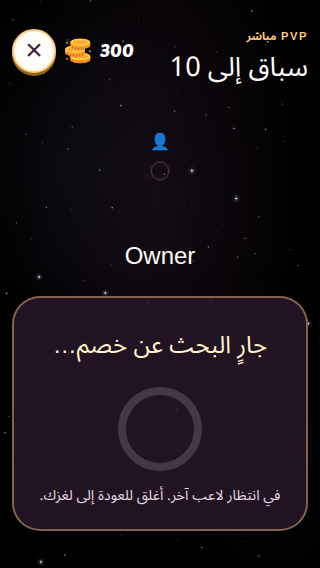 PVP مباشر
300
سباق إلى 10
Owner
جارٍ البحث عن خصم...
في انتظار لاعب آخر. أغلق للعودة إلى لغزك.